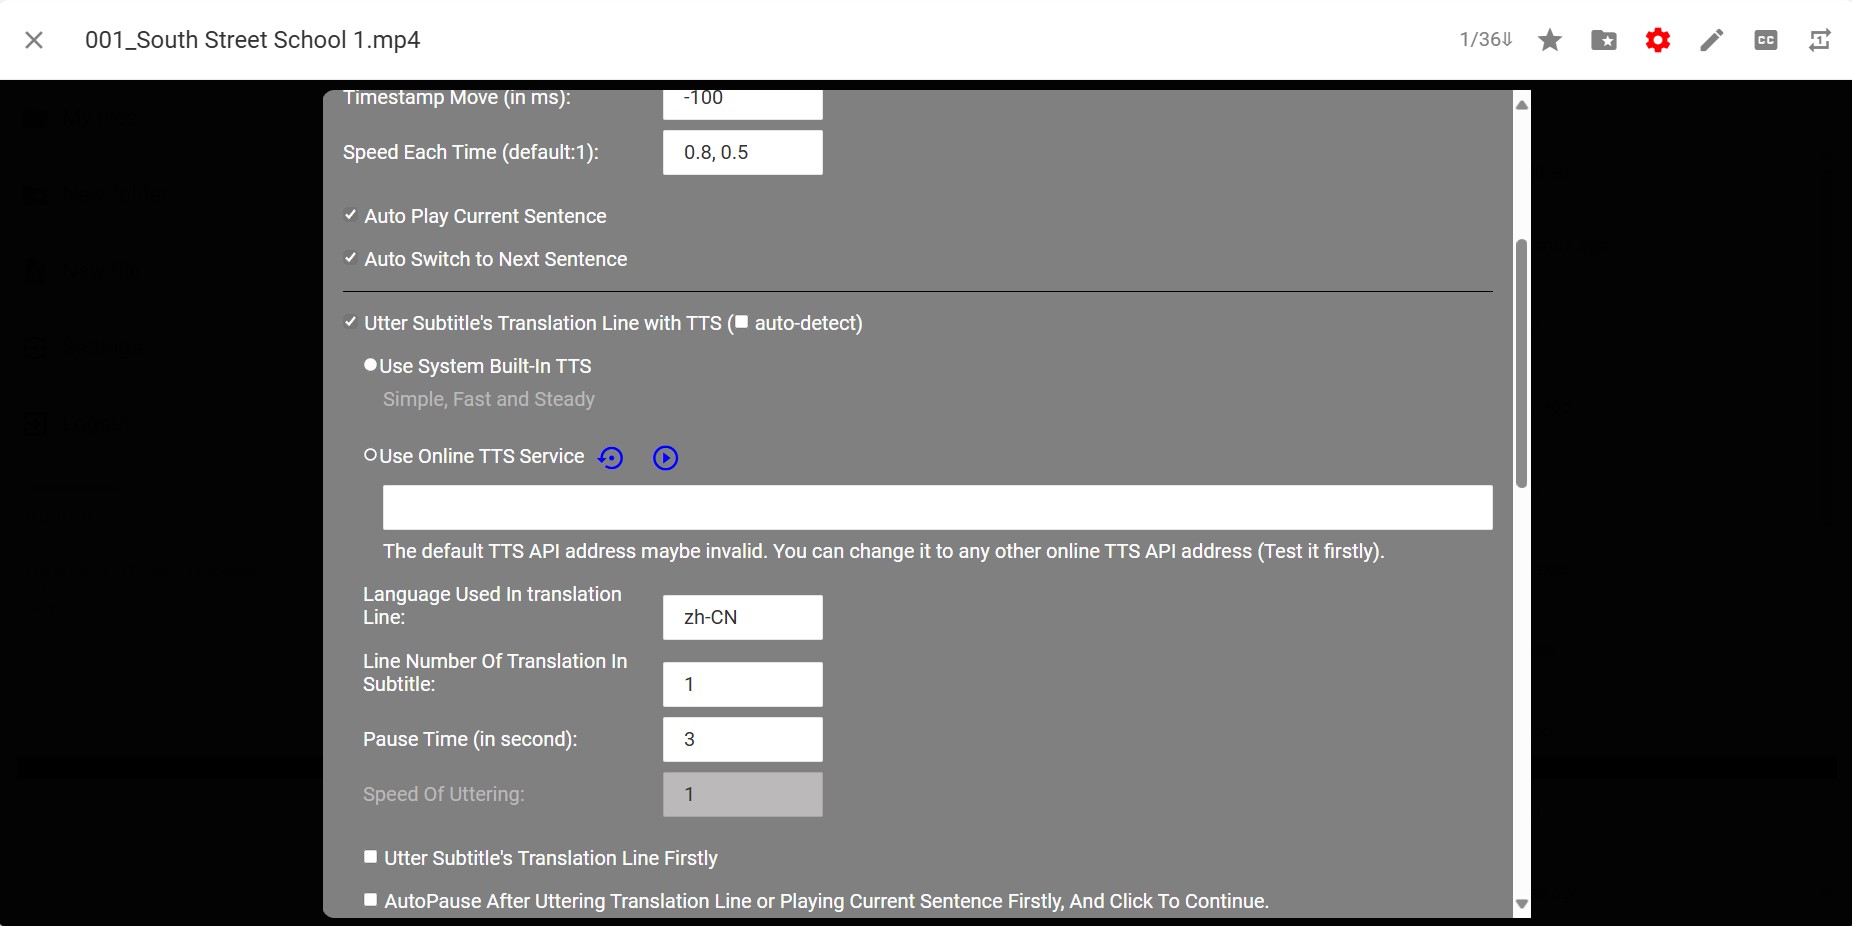 001_South Street School 1.mp4
1/36⇓
Timestamp Move (in ms):
-100
Speed Each Time (default:1):
0.8, 0.5
Auto Play Current Sentence
Auto Switch to Next Sentence
Utter Subtitle's Translation Line with TTS ( auto-detect)
Use System Built-In TTS
Simple, Fast and Steady
Use Online TTS Service
The default TTS API address maybe invalid. You can change it to any other online TTS API address (Test it firstly).
Language Used In translation
Line:
zh-CN
Line Number Of Translation In
Subtitle:
1
Pause Time (in second):
3
Speed Of Uttering:
1
Utter Subtitle's Translation Line Firstly
AutoPause After Uttering Translation Line or Playing Current Sentence Firstly, And Click To Continue.